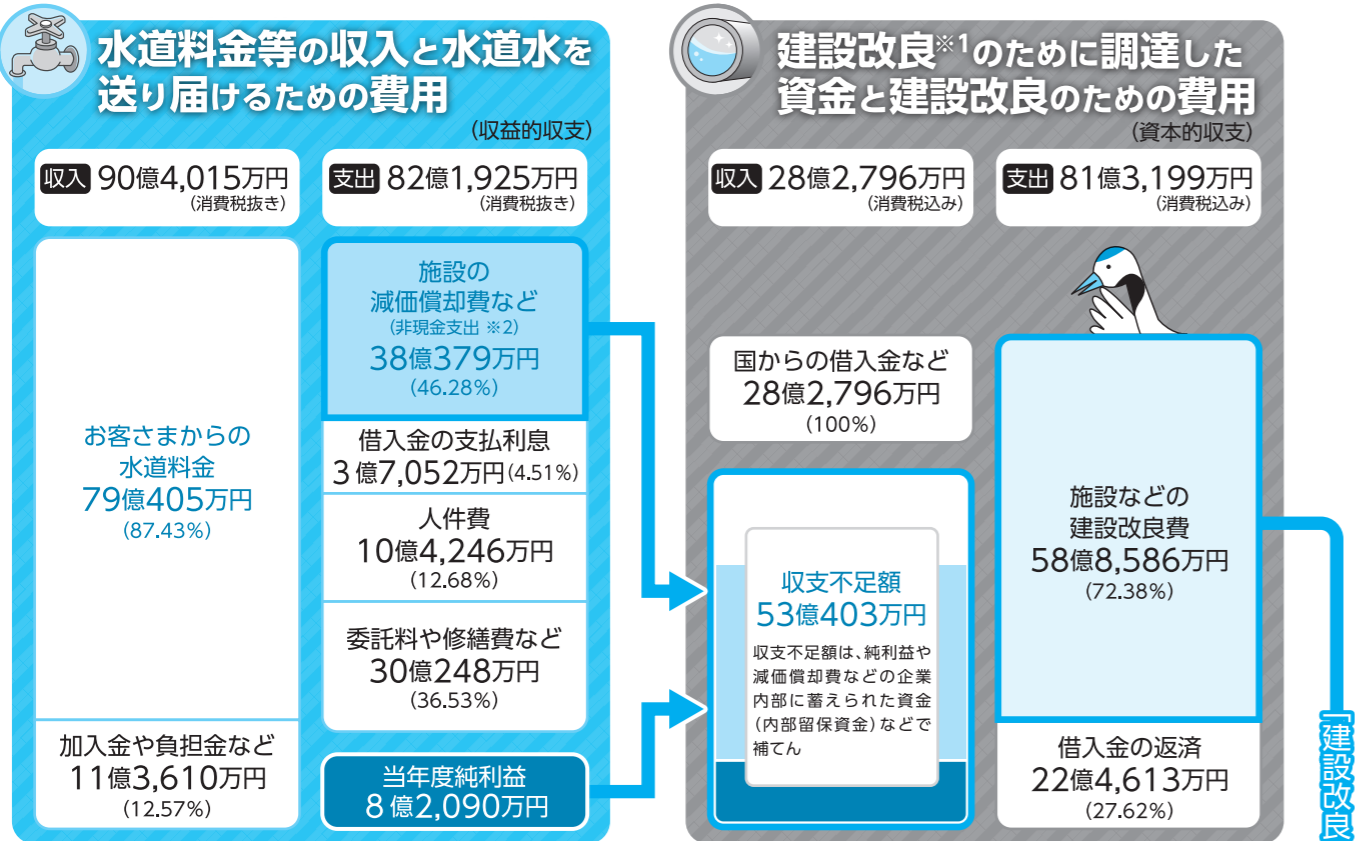 水道料金等の収入と水道水を
送り届けるための費用
(収益的収支)
収入 90億4,015万円
(消費税抜き)
支出 82億1,925万円
(消費税抜き)
お客さまからの
水道料金
79億405万円
(87.43%)
加入金や負担金など
11億3,610万円
(12.57%)
施設の
減価償却費など
(非現金支出 ※2)
38億379万円
(46.28%)
借入金の支払利息
3億7,052万円(4.51%)
人件費
10億4,246万円
(12.68%)
委託料や修繕費など
30億248万円
(36.53%)
当年度純利益
8億2,090万円
建設改良※1のために調達した
資金と建設改良のための費用
(資本的収支)
収入 28億2,796万円
(消費税込み)
支出 81億3,199万円
(消費税込み)
国からの借入金など
28億2,796万円
(100%)
収支不足額
53億403万円
収支不足額は、純利益や
減価償却費などの企業
内部に蓄えられた資金
(内部留保資金)などで
補てん
施設などの
建設改良費
58億8,586万円
(72.38%)
借入金の返済
22億4,613万円
(27.62%)
「建設改良